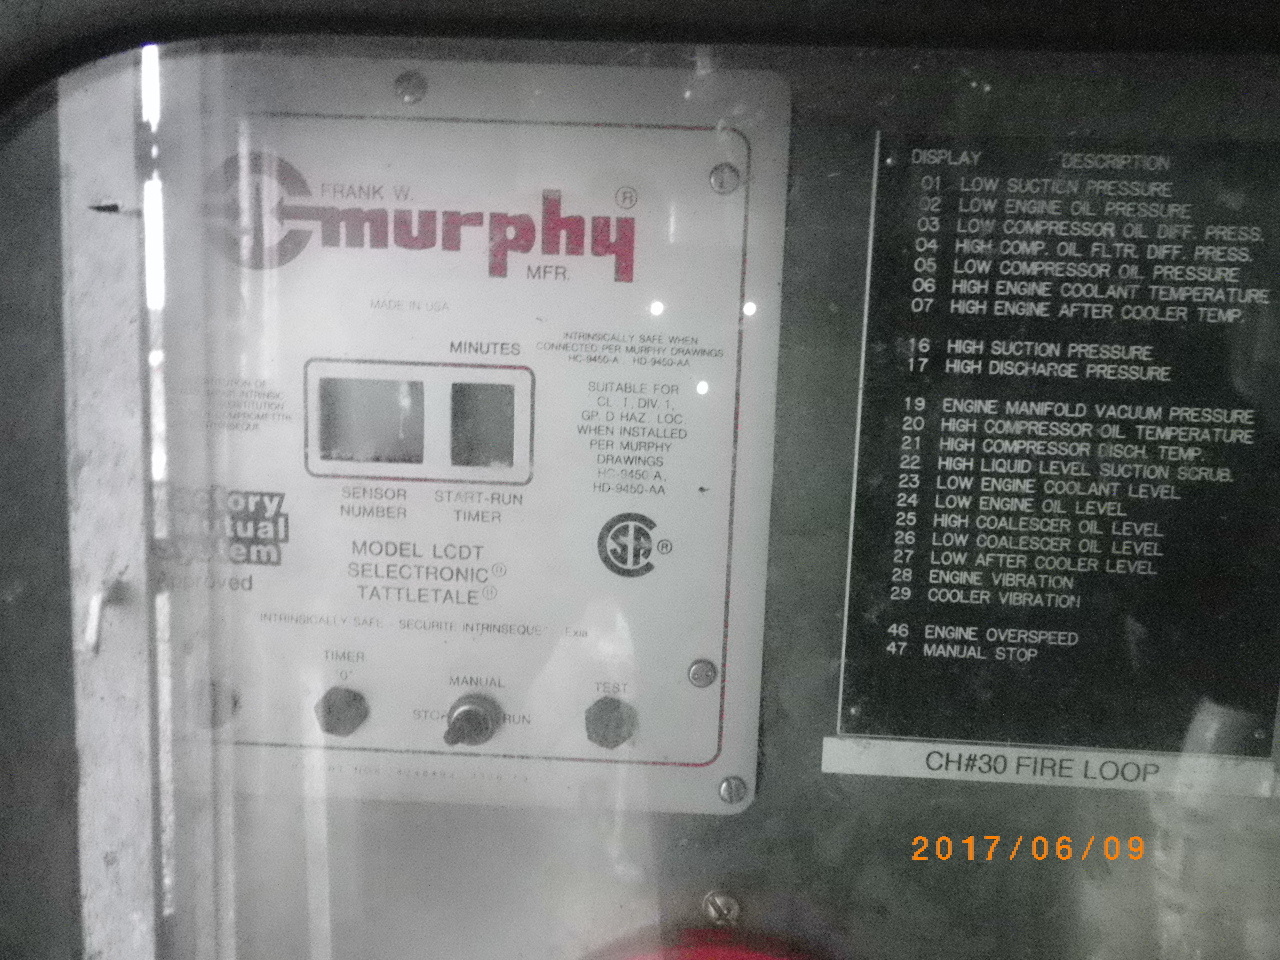 FRANK W.
murphy ®
MFR.
MADE IN USA
MINUTES
INTRINSICALLY SAFE WHEN
CONNECTED PER MURPHY DRAWINGS
HC-9450-A HD-9450-AA
SUITABLE FOR
CL. 1, DIV. 1,
GP. D HAZ. LOC.
WHEN INSTALLED
PER MURPHY
DRAWINGS
HC-9450-A,
HD-9450-AA
SENSOR
NUMBER
START-RUN
TIMER
System
Approved
MODEL LCDT
SELECTRONIC®
TATTLETALE®
SA ®
INTRINSICALLY SAFE - SECURITE INTRINSEQUE Exia
TIMER
"0"
MANUAL
STOP RUN
TEST
DISPLAY DESCRIPTION
01 LOW SUCTIEN PRESSURE
02 LOW ENGINE OIL PRESSURE
03 LOW COMPRESSOR OIL DIFF. PRESS.
04 HIGH COMP. OIL FLTR. DIFF. PRESS.
05 LOW COMPRESSOR OIL PRESSURE
06 HIGH ENGINE COOLANT TEMPERATURE
07 HIGH ENGINE AFTER COOLER TEMP.
16 HIGH SUCTION PRESSURE
17 HIGH DISCHARGE PRESSURE
19 ENGINE MANIFOLD VACUUM PRESSURE
20 HIGH COMPRESSOR OIL TEMPERATURE
21 HIGH COMPRESSOR DISCH. TEMP.
22 HIGH LIQUID LEVEL SUCTION SCRUB.
23 LOW ENGINE COOLANT LEVEL
24 LOW ENGINE OIL LEVEL
25 HIGH COALESCER OIL LEVEL
26 LOW COALESCER OIL LEVEL
27 LOW AFTER COOLER LEVEL
28 ENGINE VIBRATION
29 COOLER VIBRATION
46 ENGINE OVERSPEED
47 MANUAL STOP
CH#30 FIRE LOOP
2017/06/09